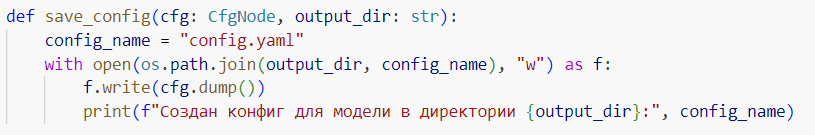 def save_config(cfg: CfgNode, output_dir: str):
    config_name = "config.yaml"
    with open(os.path.join(output_dir, config_name), "w") as f:
        f.write(cfg.dump())
        print(f"Создан конфиг для модели в директории {output_dir}:", config_name)